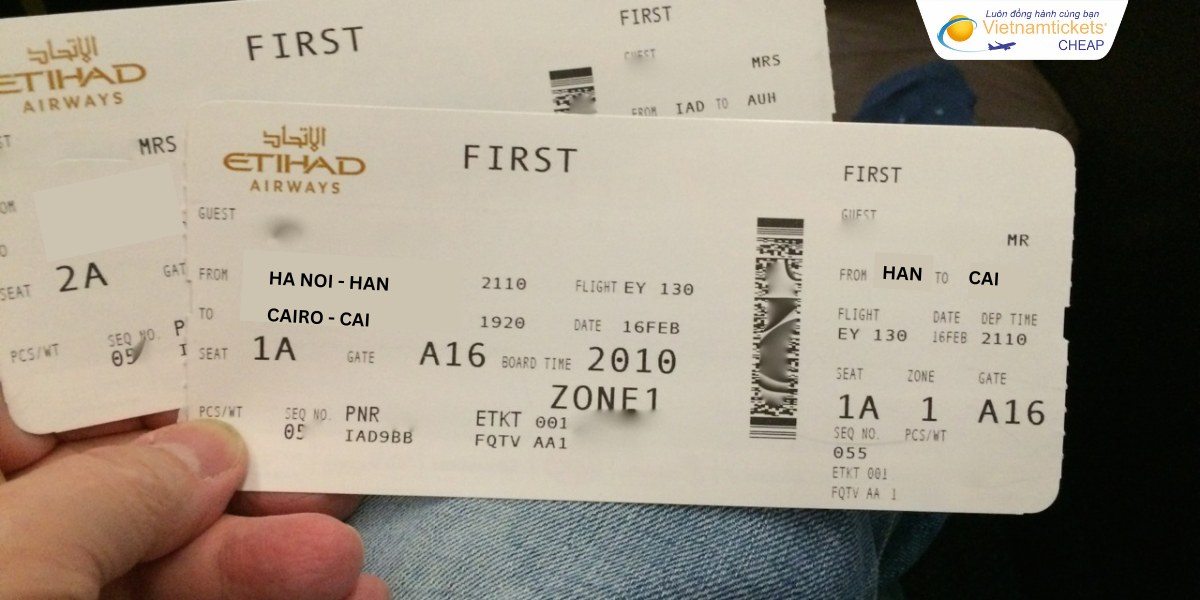 Luôn đồng hành cùng bạn
Vietnamtickets
CHEAP
الإتحاد
ETIHAD
AIRWAYS
FIRST
FIRST
MRS
FROM IAD TO AUH
MRS
2A
SEAT
PCS/WT
SEQ NO.
05
الإتحاد
ETIHAD
AIRWAYS
FIRST
GUEST
FROM HA NOI - HAN 2110 FLIGHT EY 130
TO CAIRO - CAI 1920 DATE 16FEB
SEAT 1A GATE A16 BOARD TIME 2010
ZONE1
PCS/WT SEQ NO. PNR ETKT 001
05 IAD9BB FQTV AA1
FIRST
GUEST
MR
FROM HAN TO CAI
FLIGHT DATE DEP TIME
EY 130 16FEB 2110
SEAT ZONE GATE
1A 1 A16
SEQ NO. PCS/WT
055
ETKT 001
FQTV AA 1